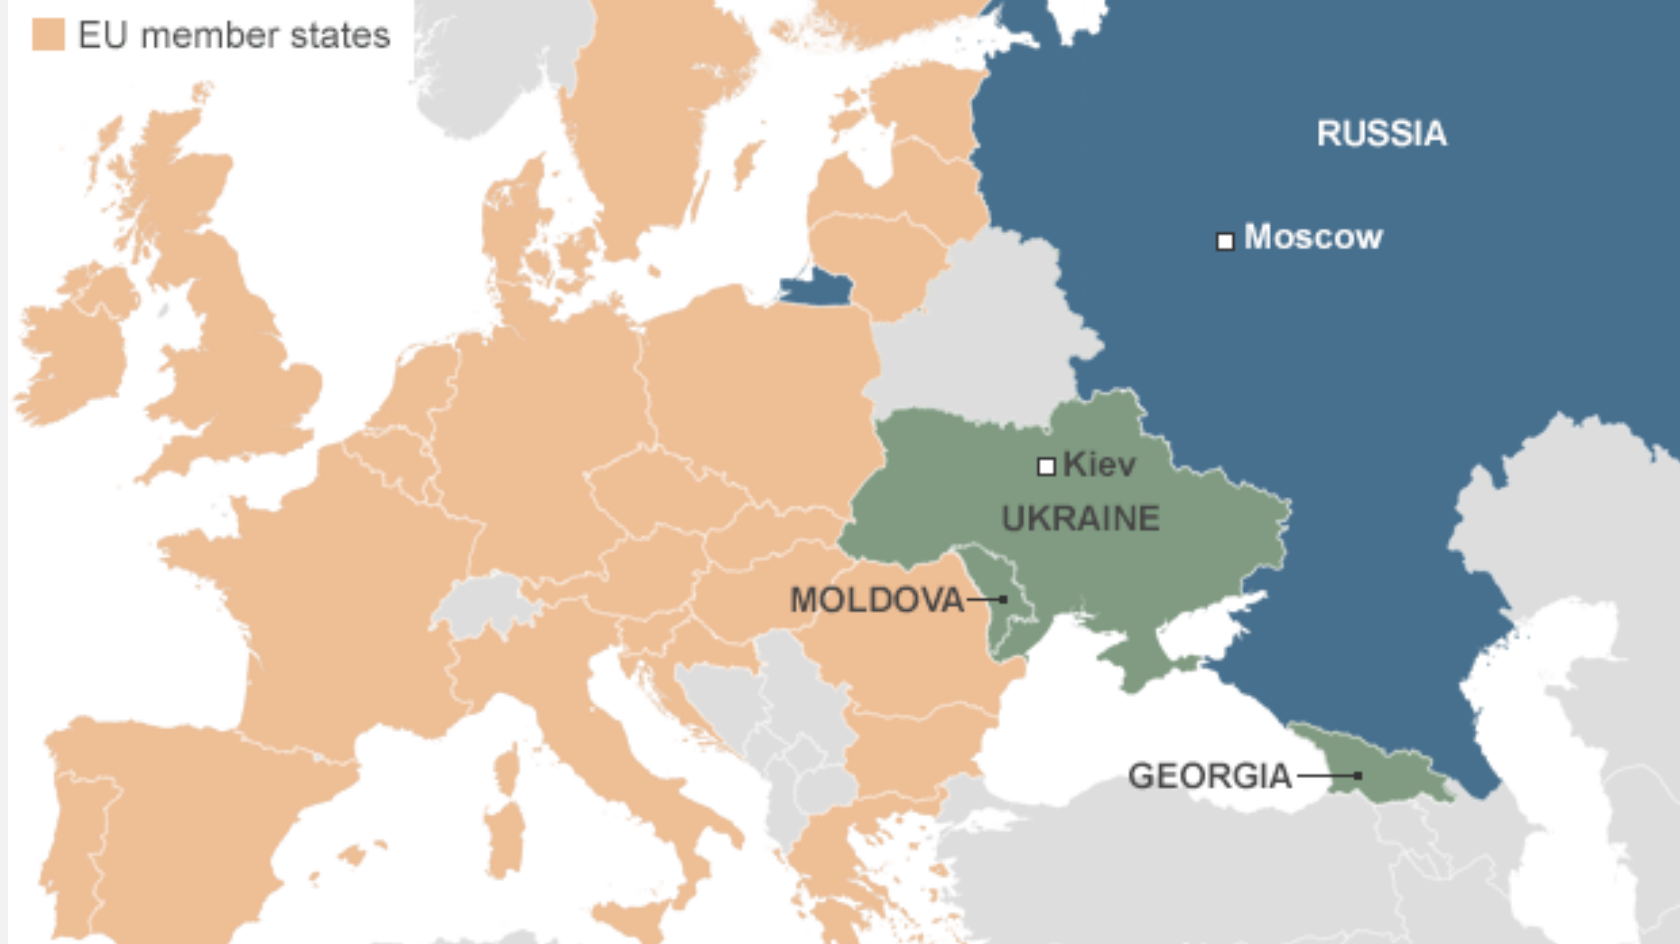 EU member states
RUSSIA
Moscow
Kiev
UKRAINE
MOLDOVA
GEORGIA